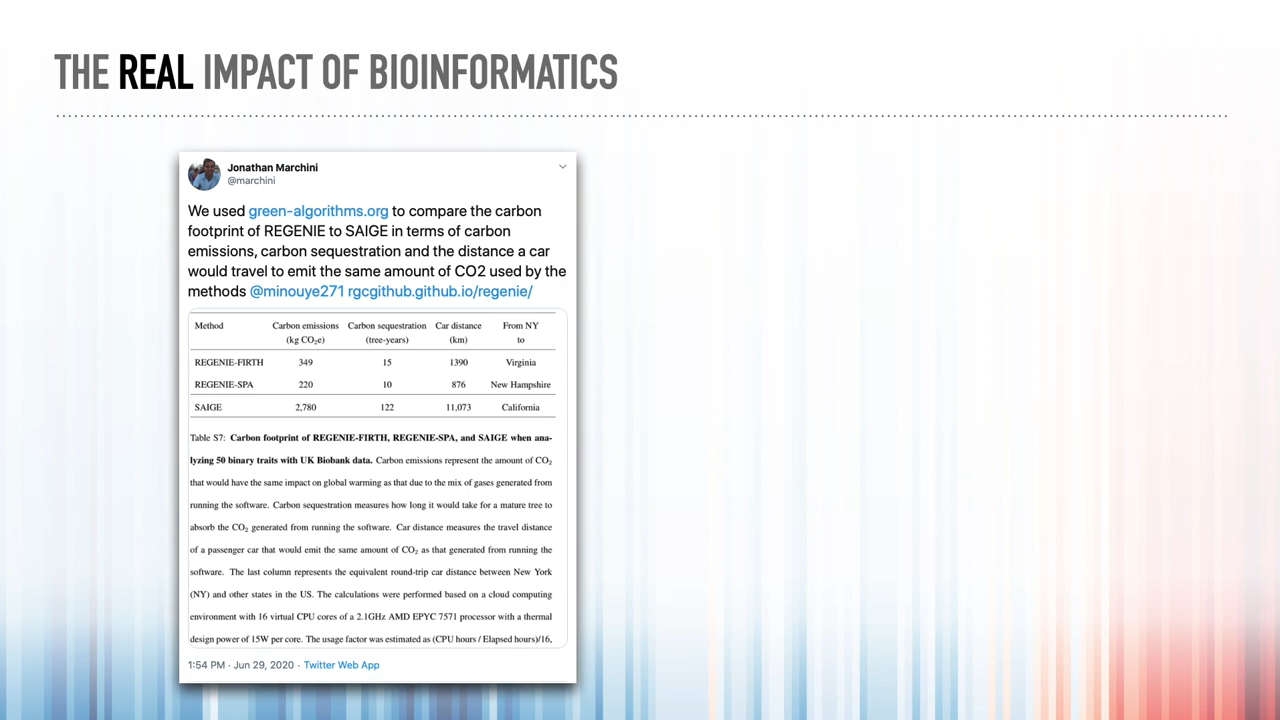 THE REAL IMPACT OF BIOINFORMATICS
Jonathan Marchini
@marchini
We used green-algorithms.org to compare the carbon
footprint of REGENIE to SAIGE in terms of carbon
emissions, carbon sequestration and the distance a car
would travel to emit the same amount of CO2 used by the
methods @minouye271 rgcgithub.github.io/regenie/
Method Carbon emissions Carbon sequestration Car distance From NY
(kg CO₂e) (tree-years) (km) to
REGENIE-FIRTH 349 15 1390 Virginia
REGENIE-SPA 220 10 876 New Hampshire
SAIGE 2,780 122 11,073 California
Table S7: Carbon footprint of REGENIE-FIRTH, REGENIE-SPA, and SAIGE when ana-
lyzing 50 binary traits with UK Biobank data. Carbon emissions represent the amount of CO₂
that would have the same impact on global warming as that due to the mix of gases generated from
running the software. Carbon sequestration measures how long it would take for a mature tree to
absorb the CO₂ generated from running the software. Car distance measures the travel distance
of a passenger car that would emit the same amount of CO₂ as that generated from running the
software. The last column represents the equivalent round-trip car distance between New York
(NY) and other states in the US. The calculations were performed based on a cloud computing
environment with 16 virtual CPU cores of a 2.1GHz AMD EPYC 7571 processor with a thermal
design power of 15W per core. The usage factor was estimated as (CPU hours / Elapsed hours)/16,
1:54 PM · Jun 29, 2020 · Twitter Web App